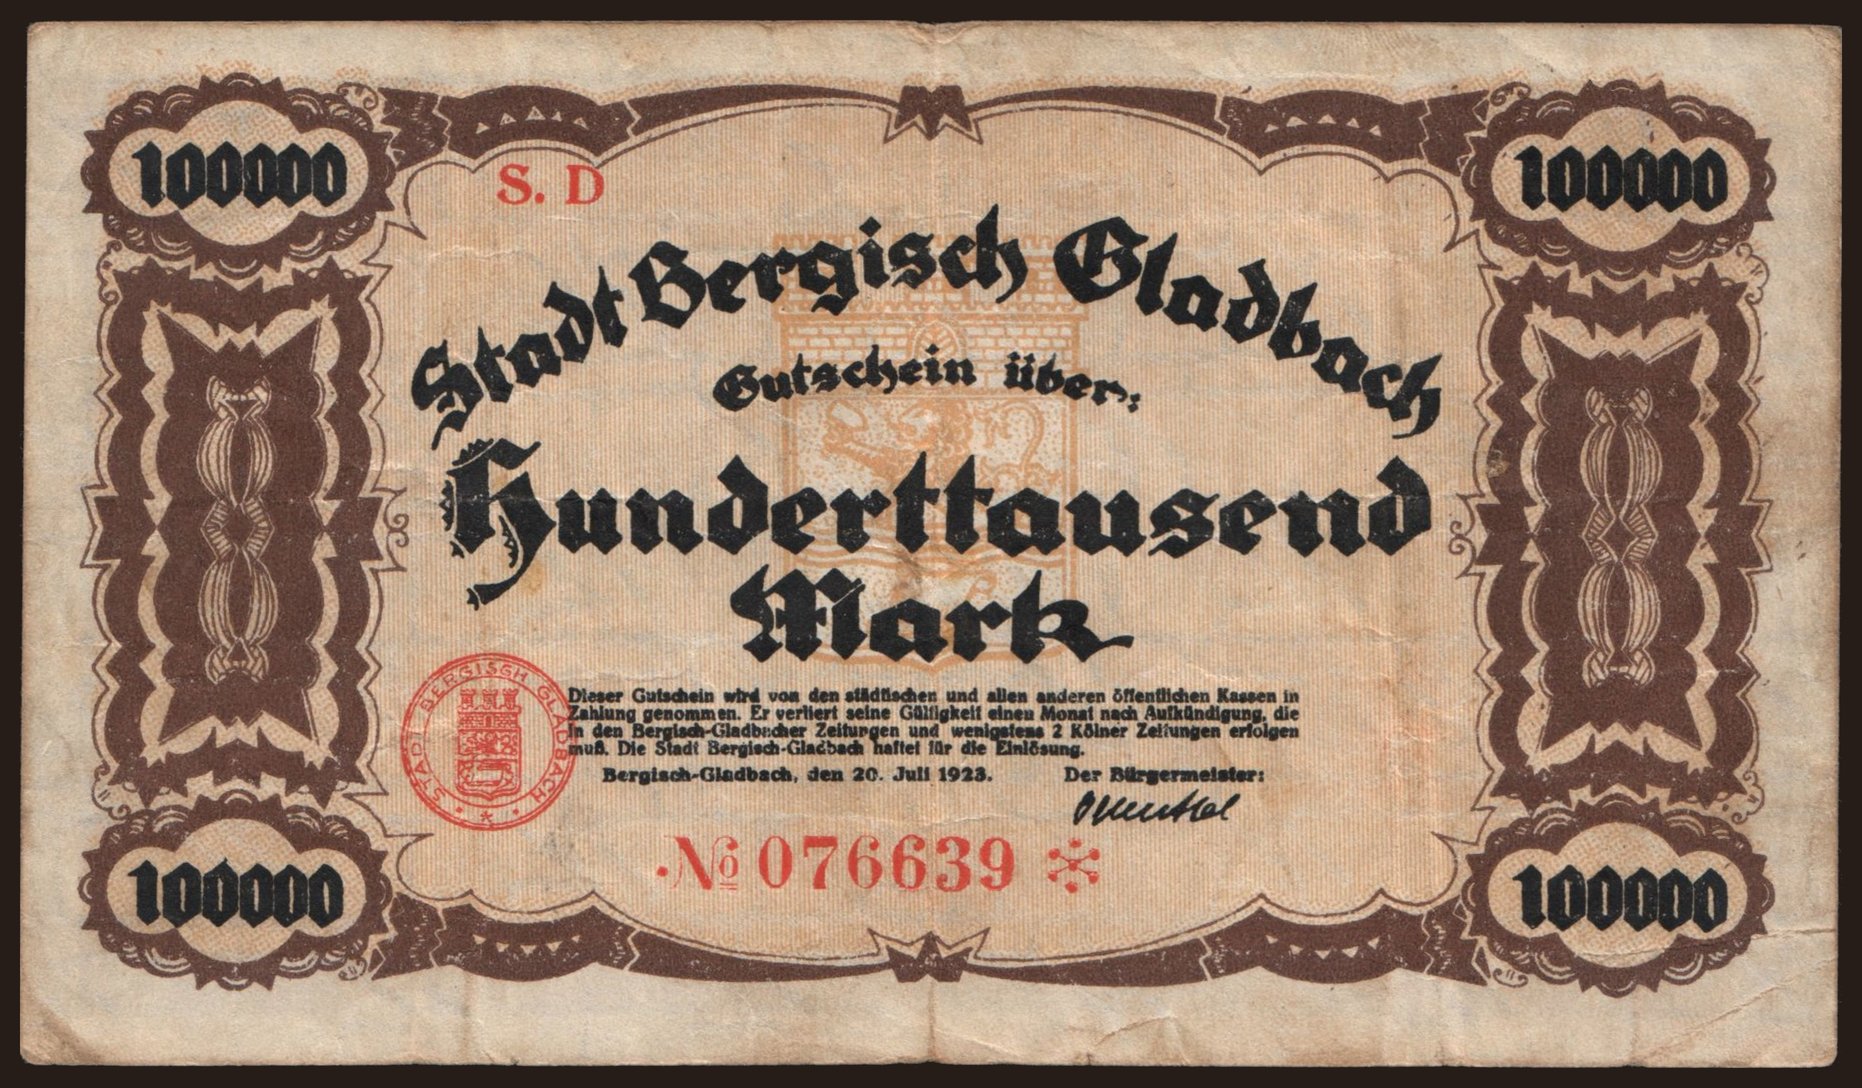 100000
100000
S. D
Stadt Bergisch Gladbach
Gutschein über:
Hunderttausend
Mark
STADT BERGISCH GLADBACH
Dieser Gutschein wird von den städtischen und allen anderen öffentlichen Kassen in
Zahlung genommen. Er verliert seine Gültigkeit einen Monat nach Aufkündigung, die
in den Bergisch-Gladbacher Zeitungen und wenigstens 2 Kölner Zeitungen erfolgen
muß. Die Stadt Bergisch-Gladbach haftet für die Einlösung.
Bergisch-Gladbach, den 20. Juli 1923. Der Bürgermeister:
№ 076639
100000
100000